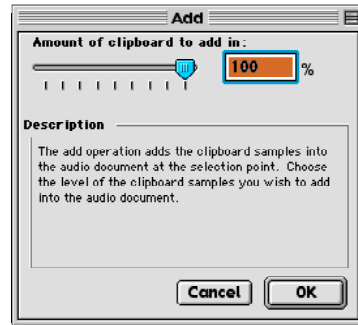 Add
Amount of clipboard to add in:
100 %
Description
The add operation adds the clipboard samples into
the audio document at the selection point. Choose
the level of the clipboard samples you wish to add
into the audio document.
Cancel OK